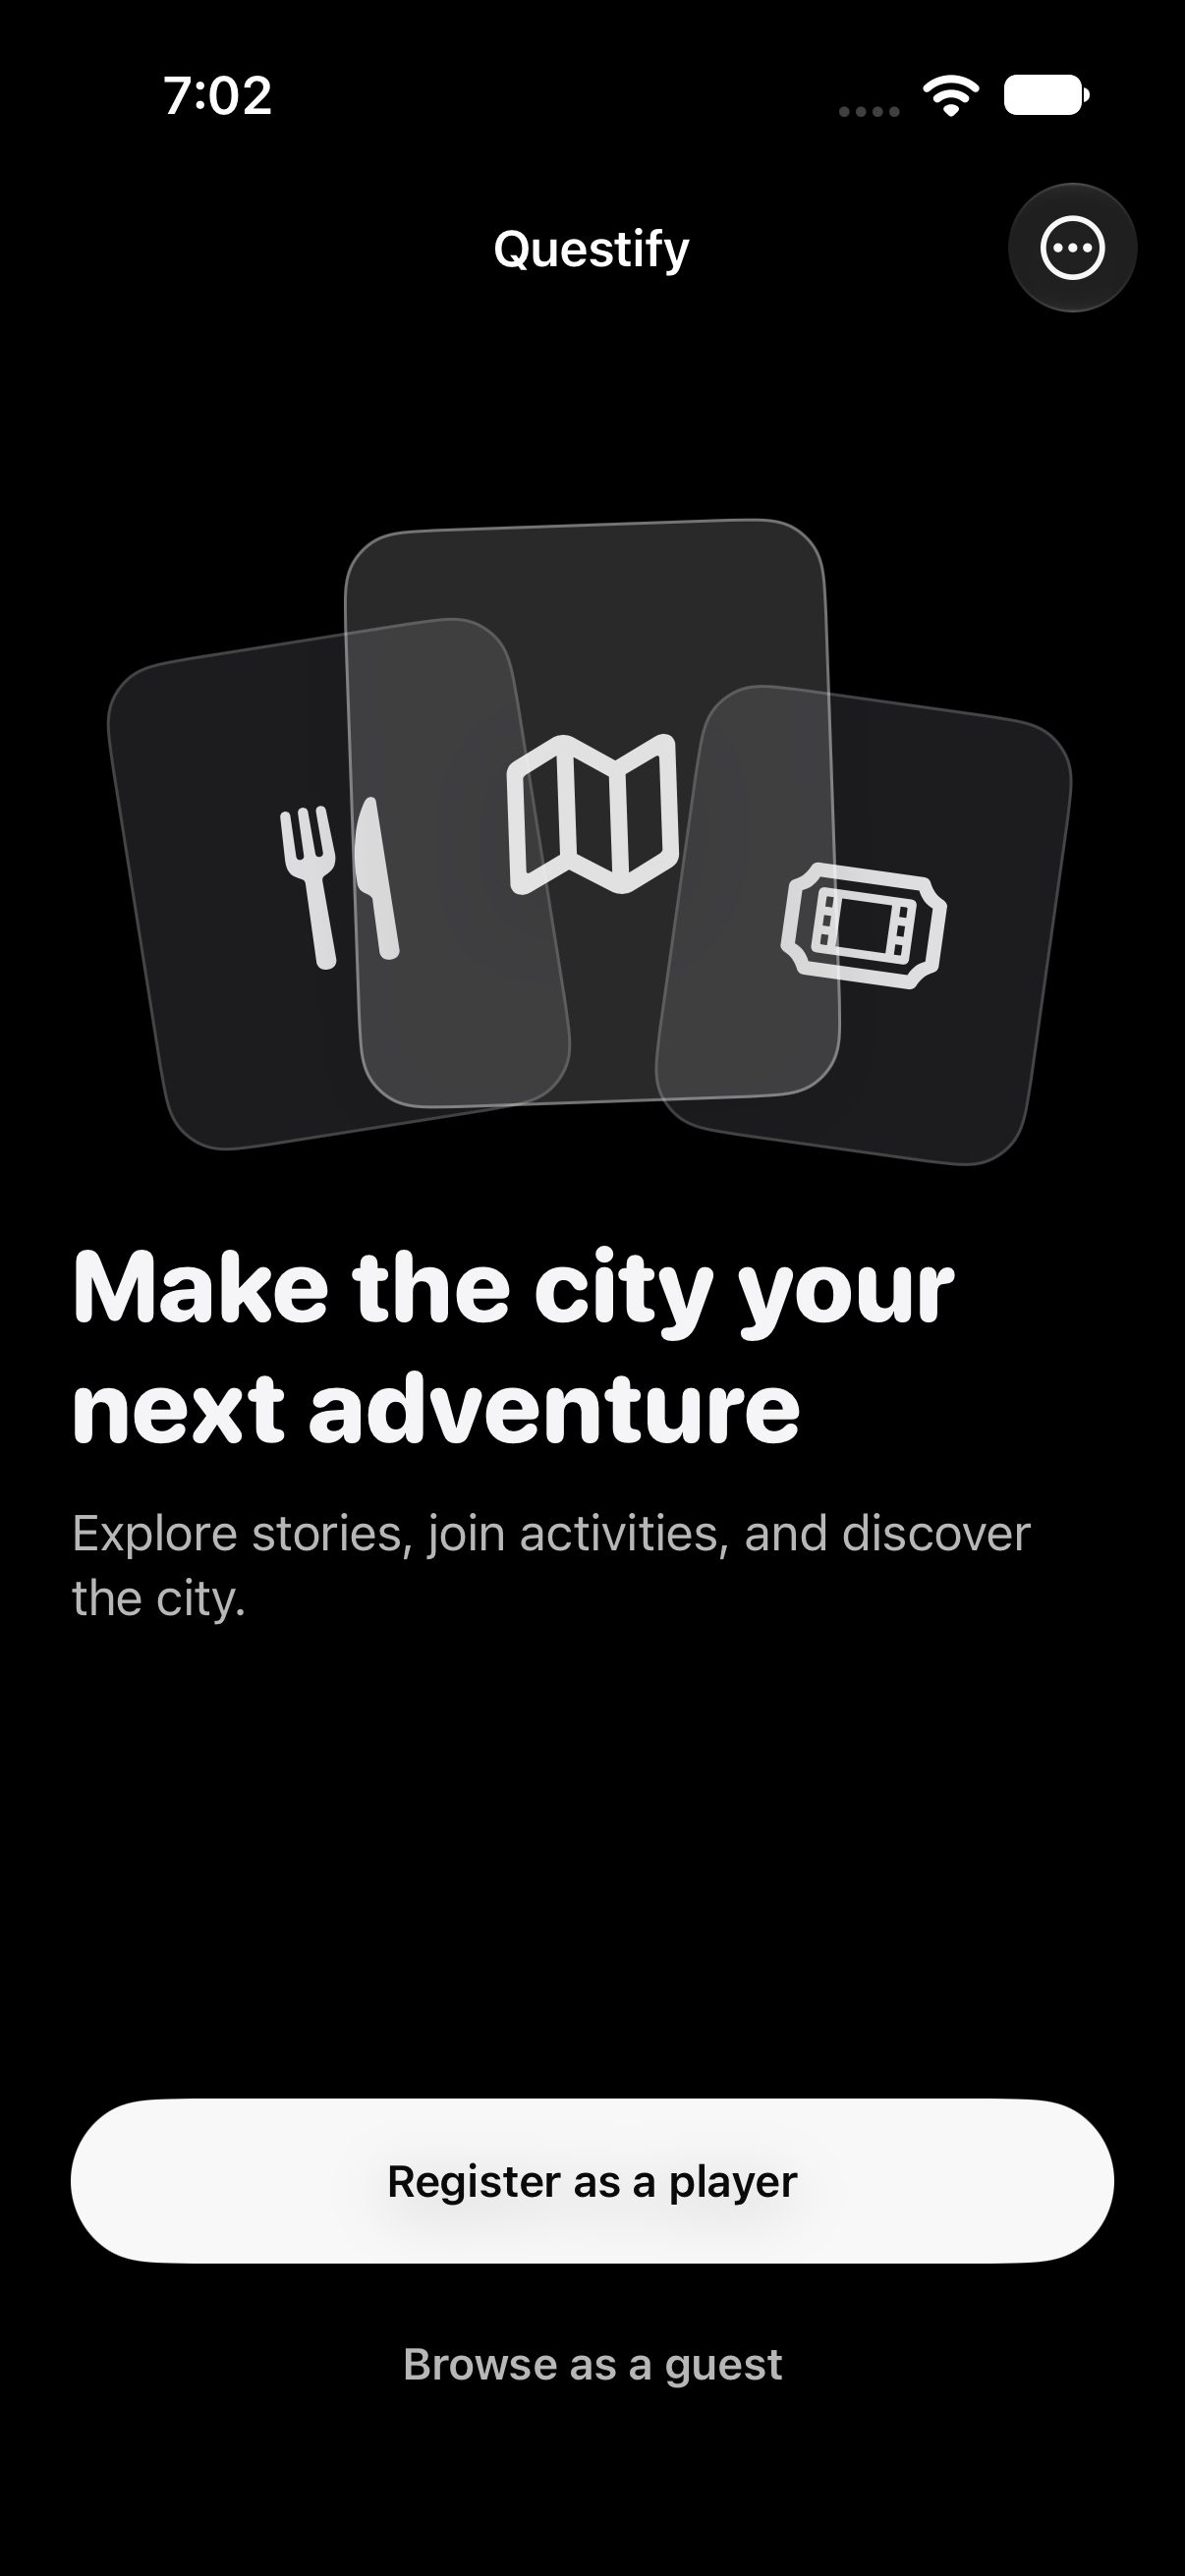 7:02
Questify
Make the city your
next adventure
Explore stories, join activities, and discover
the city.
Register as a player
Browse as a guest